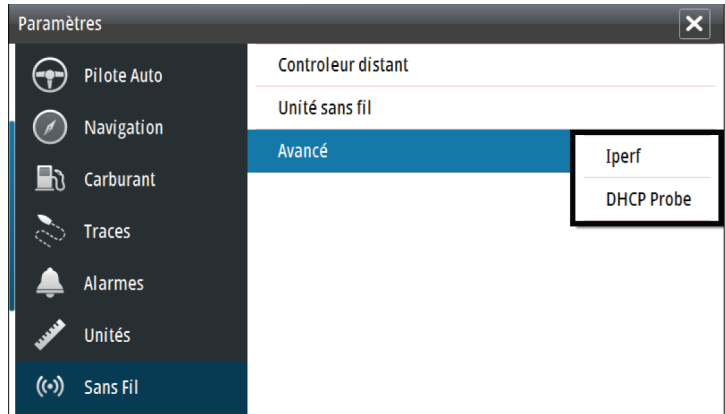 Paramètres
Pilote Auto
Navigation
Carburant
Traces
Alarmes
Unités
Sans Fil
Controleur distant
Unité sans fil
Avancé
Iperf
DHCP Probe